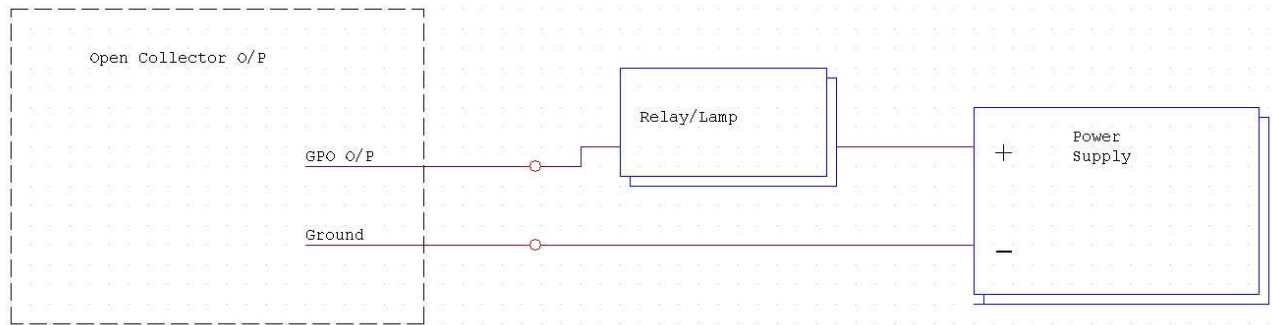 Open Collector O/P
Relay/Lamp
Power
Supply
GPO O/P
+
Ground
-